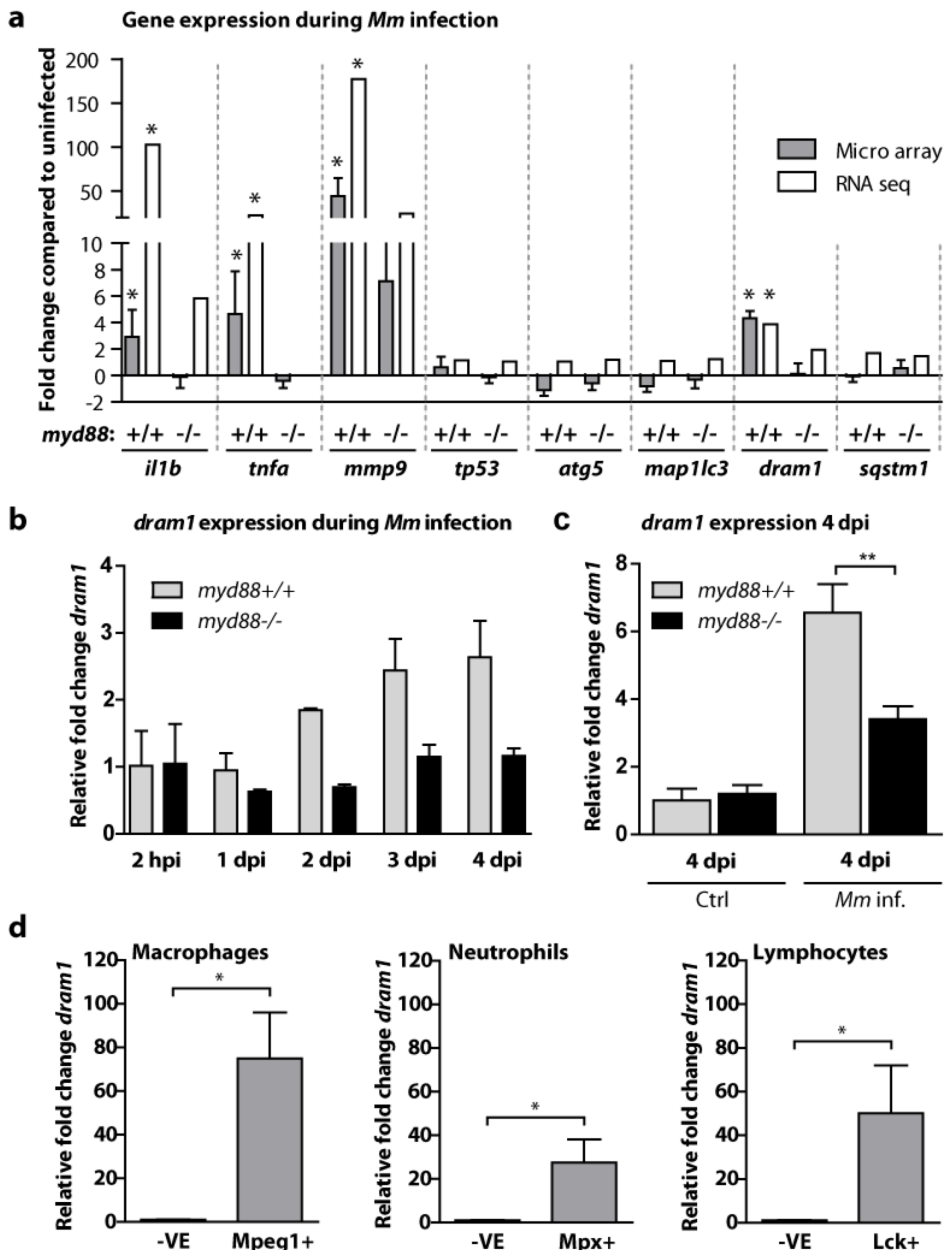 a Gene expression during Mm infection
Fold change compared to uninfected
200
150
100
50
10
8
6
4
2
0
-2
* * * * * * * *
Micro array
RNA seq
myd88: +/+ -/- +/+ -/- +/+ -/- +/+ -/- +/+ -/- +/+ -/- +/+ -/- +/+ -/-
il1b tnfa mmp9 tp53 atg5 map1lc3 dram1 sqstm1
b dram1 expression during Mm infection
Relative fold change dram1
4
3
2
1
0
myd88+/+
myd88-/-
2 hpi 1 dpi 2 dpi 3 dpi 4 dpi
c dram1 expression 4 dpi
Relative fold change dram1
8
6
4
2
0
myd88+/+
myd88-/-
**
4 dpi 4 dpi
Ctrl Mm inf.
d
Macrophages
Relative fold change dram1
120
100
80
60
40
20
0
*
-VE Mpeg1+
Neutrophils
Relative fold change dram1
120
100
80
60
40
20
0
*
-VE Mpx+
Lymphocytes
Relative fold change dram1
120
100
80
60
40
20
0
*
-VE Lck+